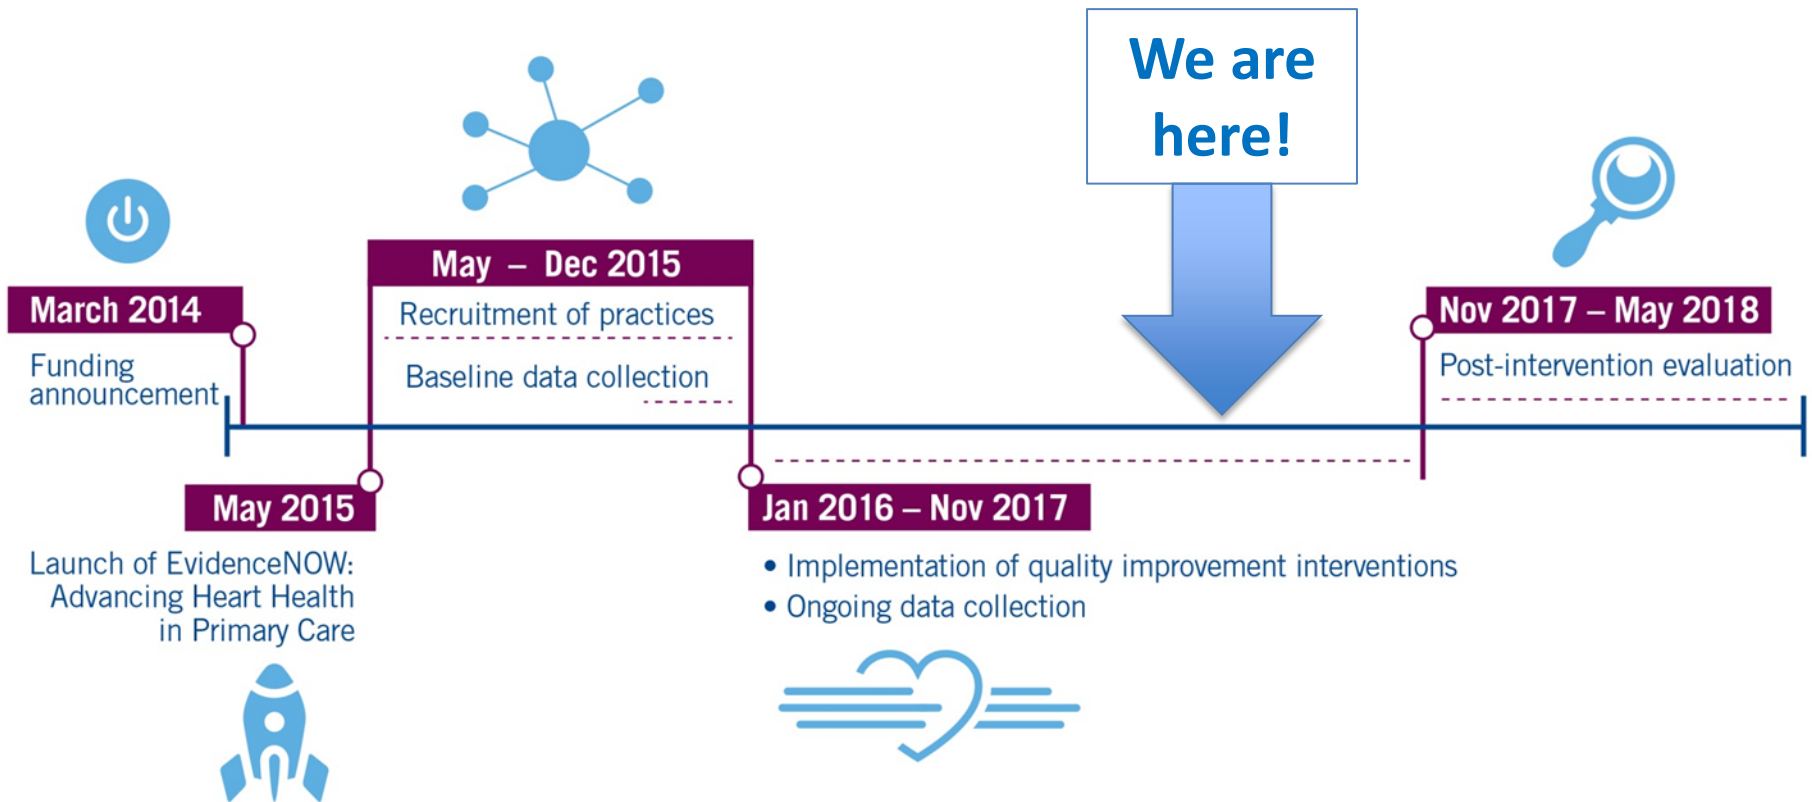 We are
here!
March 2014
Funding
announcement
May 2015
Launch of EvidenceNOW:
Advancing Heart Health
in Primary Care
May – Dec 2015
Recruitment of practices
Baseline data collection
Jan 2016 – Nov 2017
• Implementation of quality improvement interventions
• Ongoing data collection
Nov 2017 – May 2018
Post-intervention evaluation